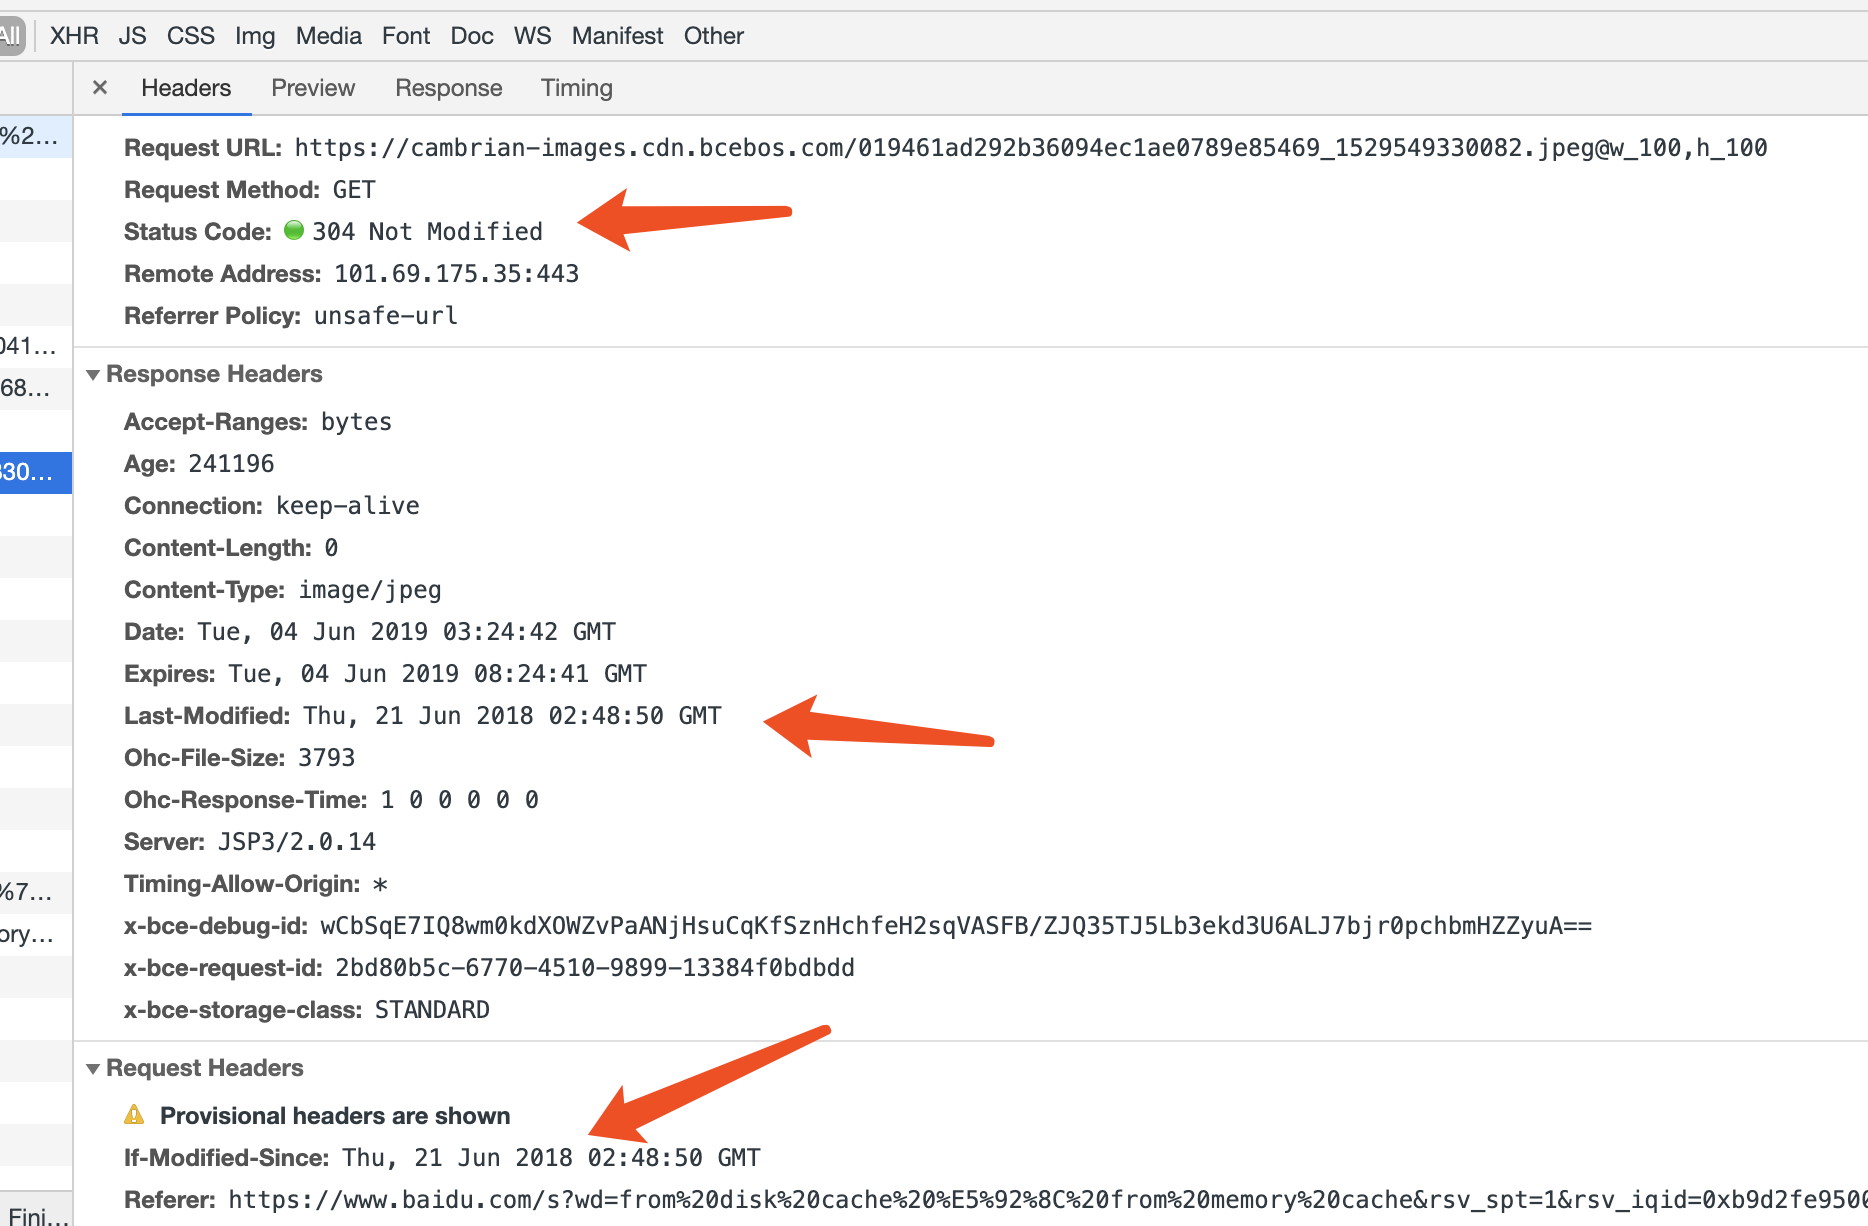 All XHR JS CSS Img Media Font Doc WS Manifest Other
× Headers Preview Response Timing
%2...
Request URL: https://cambrian-images.cdn.bcebos.com/019461ad292b36094ec1ae0789e85469_1529549330082.jpeg@w_100,h_100
Request Method: GET
Status Code: 304 Not Modified
Remote Address: 101.69.175.35:443
Referrer Policy: unsafe-url
041...
Response Headers
68...
Accept-Ranges: bytes
Age: 241196
330...
Connection: keep-alive
Content-Length: 0
Content-Type: image/jpeg
Date: Tue, 04 Jun 2019 03:24:42 GMT
Expires: Tue, 04 Jun 2019 08:24:41 GMT
Last-Modified: Thu, 21 Jun 2018 02:48:50 GMT
Ohc-File-Size: 3793
Ohc-Response-Time: 1 0 0 0 0 0
Server: JSP3/2.0.14
Timing-Allow-Origin: *
%7...
x-bce-debug-id: wCbSqE7IQ8wm0kdXOWZvPaANjHsuCqKfSznHchfeH2sqVASFB/ZJQ35TJ5Lb3ekd3U6ALJ7bjr0pchbmHZZyuA==
ory...
x-bce-request-id: 2bd80b5c-6770-4510-9899-13384f0bdbdd
x-bce-storage-class: STANDARD
Request Headers
Provisional headers are shown
If-Modified-Since: Thu, 21 Jun 2018 02:48:50 GMT
Referer: https://www.baidu.com/s?wd=from%20disk%20cache%20%E5%92%8C%20from%20memory%20cache&rsv_spt=1&rsv_iqid=0xb9d2fe9500
Fini...